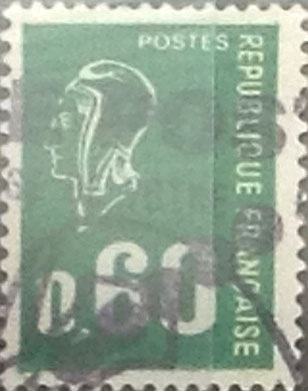 POSTES
REPUBLIQUE FRANÇAISE
0,60